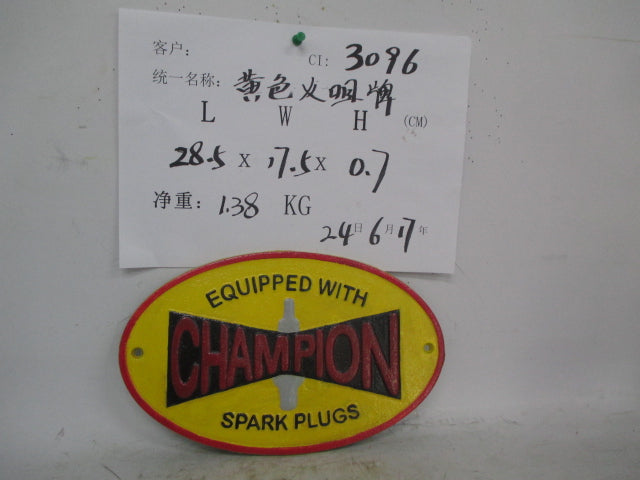 客户: CI: 3096
统一名称: 黄色火咀牌
L W H (CM)
28.5 X 17.5 X 0.7
净重: 1.38 KG
24日6月17年
EQUIPPED WITH
CHAMPION
SPARK PLUGS